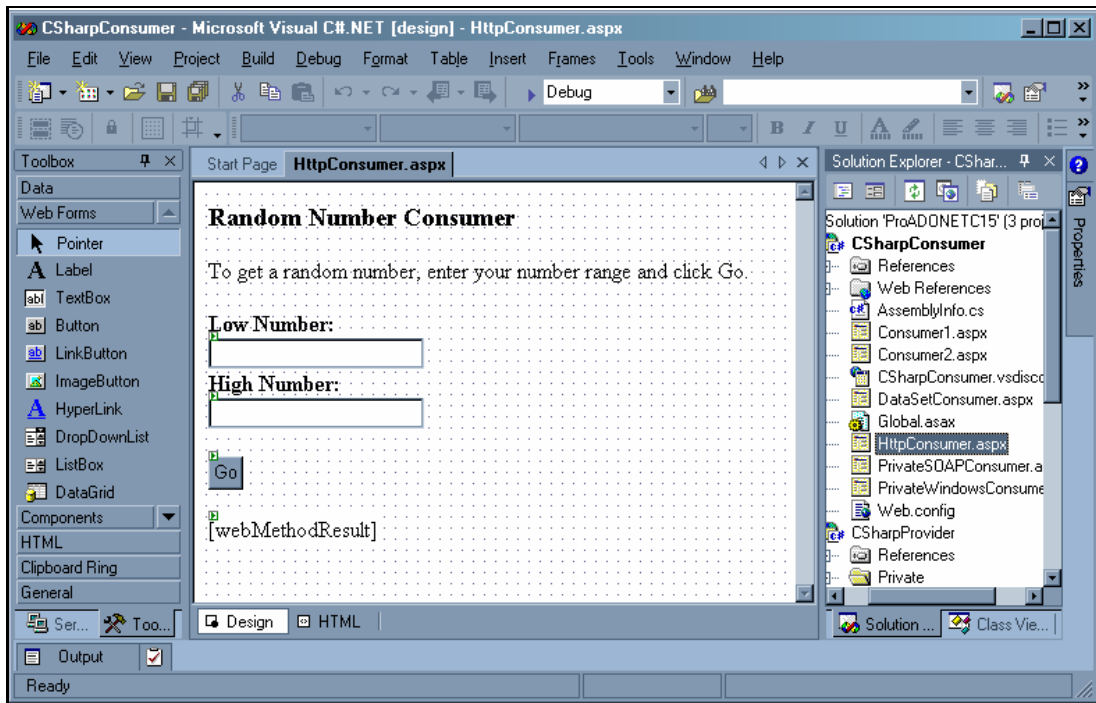 CSharpConsumer - Microsoft Visual C#.NET [design] - HttpConsumer.aspx
File Edit View Project Build Debug Format Table Insert Frames Tools Window Help
Debug
B I U A
Toolbox
Data
Web Forms
Pointer
A Label
abl TextBox
ab Button
ab LinkButton
ImageButton
A HyperLink
DropDownList
ListBox
DataGrid
Components
HTML
Clipboard Ring
General
Ser... Too...
Start Page HttpConsumer.aspx
Random Number Consumer
To get a random number, enter your number range and click Go.
Low Number:
High Number:
Go
[webMethodResult]
Design HTML
Solution Explorer - CShar...
Solution 'ProADONETC15' (3 proj
CSharpConsumer
References
Web References
AssemblyInfo.cs
Consumer1.aspx
Consumer2.aspx
CSharpConsumer.vsdisco
DataSetConsumer.aspx
Global.asax
HttpConsumer.aspx
PrivateSOAPConsumer.a
PrivateWindowsConsume
Web.config
CSharpProvider
References
Private
Solution ... Class Vie...
Properties
Output
Ready